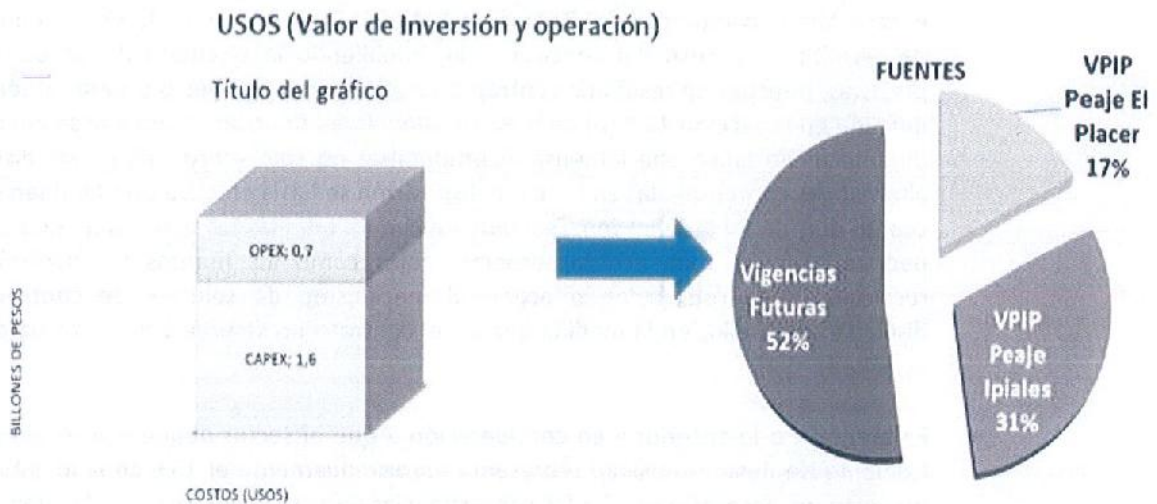 USOS (Valor de Inversión y operación)
Título del gráfico
OPEX; 0,7
CAPEX; 1,6
BILLONES DE PESOS
COSTOS (USOS)
FUENTES
VPIP
Peaje El
Placer
17%
Vigencias
Futuras
52%
VPIP
Peaje
Ipiales
31%